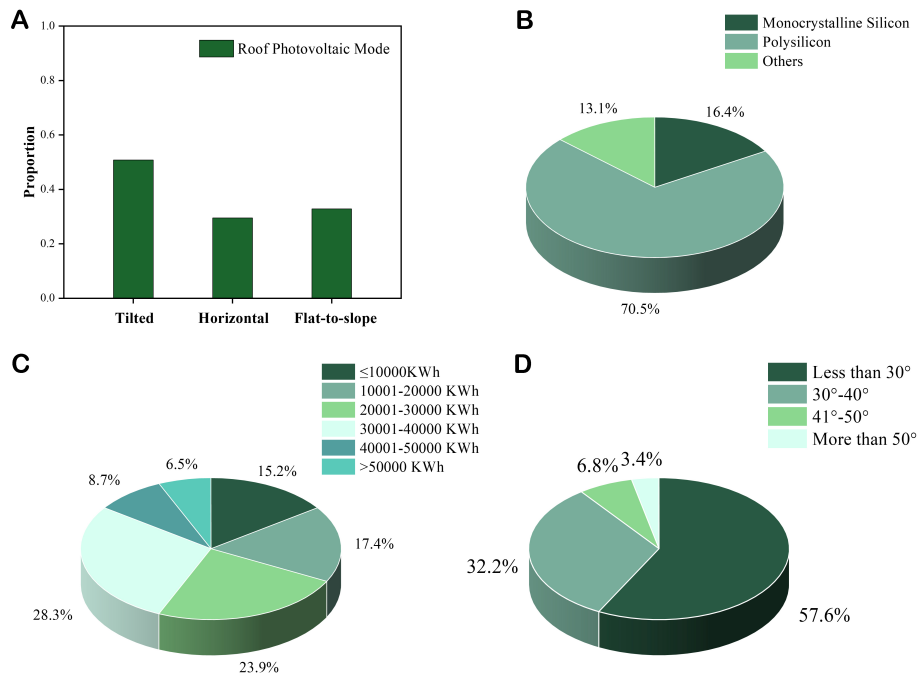 A
Roof Photovoltaic Mode
1.0
0.8
0.6
0.4
0.2
0.0
Proportion
Tilted
Horizontal
Flat-to-slope
B
Monocrystalline Silicon
Polysilicon
Others
13.1%
16.4%
70.5%
C
≤10000KWh
10001-20000 KWh
20001-30000 KWh
30001-40000 KWh
40001-50000 KWh
>50000 KWh
6.5%
15.2%
8.7%
17.4%
28.3%
23.9%
D
Less than 30°
30°-40°
41°-50°
More than 50°
6.8%
3.4%
32.2%
57.6%